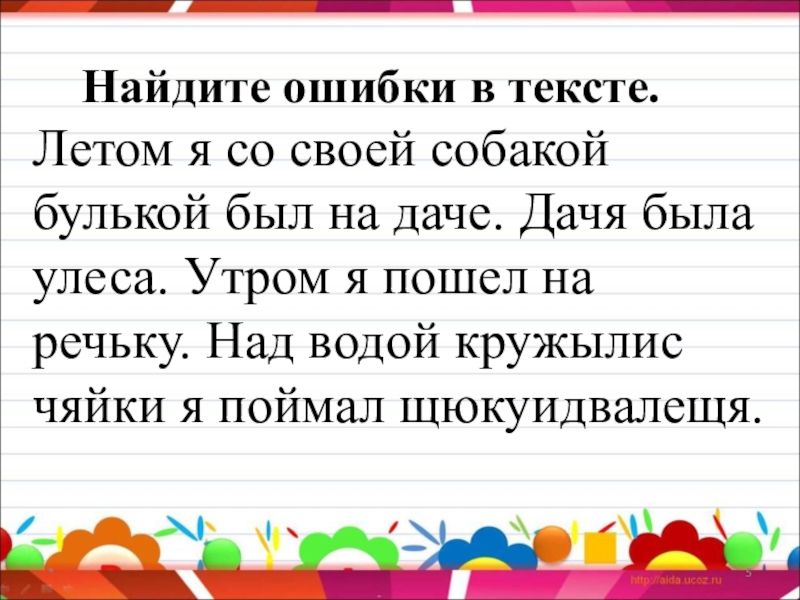 Найдите ошибки в тексте.
Летом я со своей собакой
булькой был на даче. Дачя была
улеса. Утром я пошел на
речьку. Над водой кружылис
чяйки я поймал щюкуидвалещя.
5
http://aida.ucoz.ru